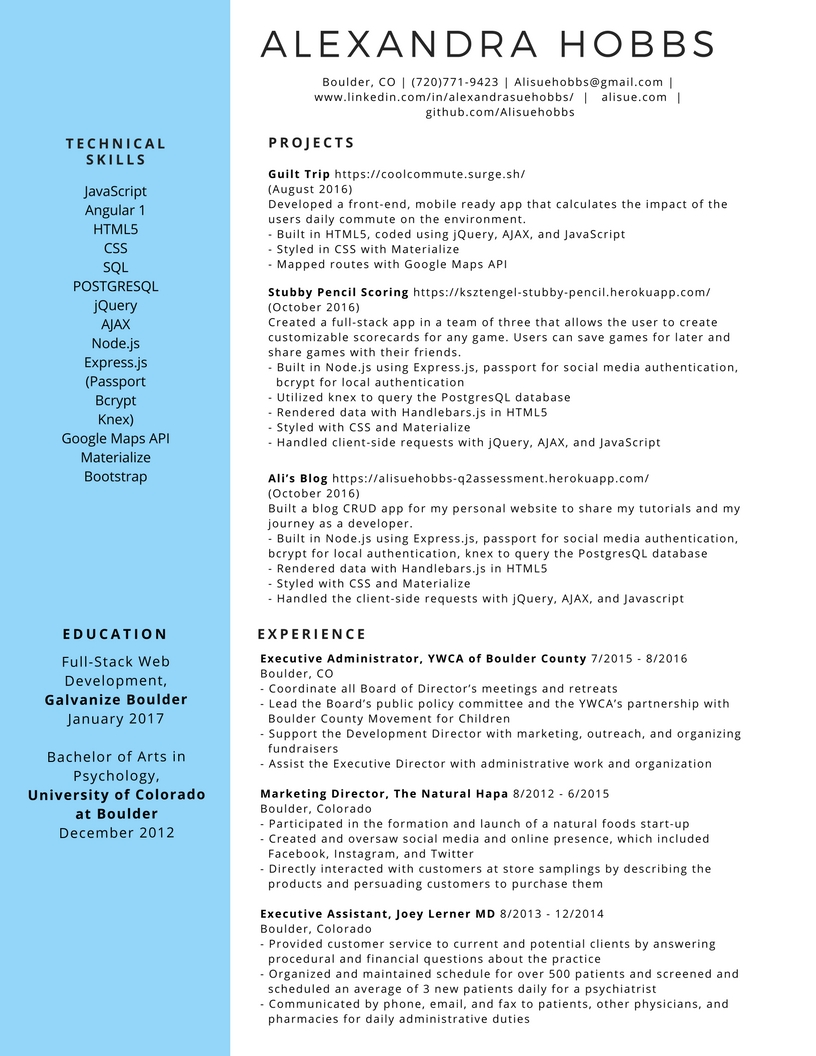 ALEXANDRA HOBBS
Boulder, CO | (720)771-9423 | Alisuehobbs@gmail.com |
www.linkedin.com/in/alexandrasuehobbs/ | alisue.com |
github.com/Alisuehobbs
TECHNICAL
SKILLS
JavaScript
Angular 1
HTML5
CSS
SQL
POSTGRESQL
jQuery
AJAX
Node.js
Express.js
(Passport
Bcrypt
Knex)
Google Maps API
Materialize
Bootstrap
EDUCATION
Full-Stack Web
Development,
Galvanize Boulder
January 2017
Bachelor of Arts in
Psychology,
University of Colorado
at Boulder
December 2012
PROJECTS
Guilt Trip https://coolcommute.surge.sh/
(August 2016)
Developed a front-end, mobile ready app that calculates the impact of the
users daily commute on the environment.
- Built in HTML5, coded using jQuery, AJAX, and JavaScript
- Styled in CSS with Materialize
- Mapped routes with Google Maps API
Stubby Pencil Scoring https://ksztengel-stubby-pencil.herokuapp.com/
(October 2016)
Created a full-stack app in a team of three that allows the user to create
customizable scorecards for any game. Users can save games for later and
share games with their friends.
- Built in Node.js using Express.js, passport for social media authentication,
bcrypt for local authentication
- Utilized knex to query the PostgresQL database
- Rendered data with Handlebars.js in HTML5
- Styled with CSS and Materialize
- Handled client-side requests with jQuery, AJAX, and JavaScript
Ali's Blog https://alisuehobbs-q2assessment.herokuapp.com/
(October 2016)
Built a blog CRUD app for my personal website to share my tutorials and my
journey as a developer.
- Built in Node.js using Express.js, passport for social media authentication,
bcrypt for local authentication, knex to query the PostgresQL database
- Rendered data with Handlebars.js in HTML5
- Styled with CSS and Materialize
- Handled the client-side requests with jQuery, AJAX, and Javascript
EXPERIENCE
Executive Administrator, YWCA of Boulder County 7/2015 - 8/2016
Boulder, CO
- Coordinate all Board of Director's meetings and retreats
- Lead the Board's public policy committee and the YWCA's partnership with
Boulder County Movement for Children
- Support the Development Director with marketing, outreach, and organizing
fundraisers
- Assist the Executive Director with administrative work and organization
Marketing Director, The Natural Hapa 8/2012 - 6/2015
Boulder, Colorado
- Participated in the formation and launch of a natural foods start-up
- Created and oversaw social media and online presence, which included
Facebook, Instagram, and Twitter
- Directly interacted with customers at store samplings by describing the
products and persuading customers to purchase them
Executive Assistant, Joey Lerner MD 8/2013 - 12/2014
Boulder, Colorado
- Provided customer service to current and potential clients by answering
procedural and financial questions about the practice
- Organized and maintained schedule for over 500 patients and screened and
scheduled an average of 3 new patients daily for a psychiatrist
- Communicated by phone, email, and fax to patients, other physicians, and
pharmacies for daily administrative duties